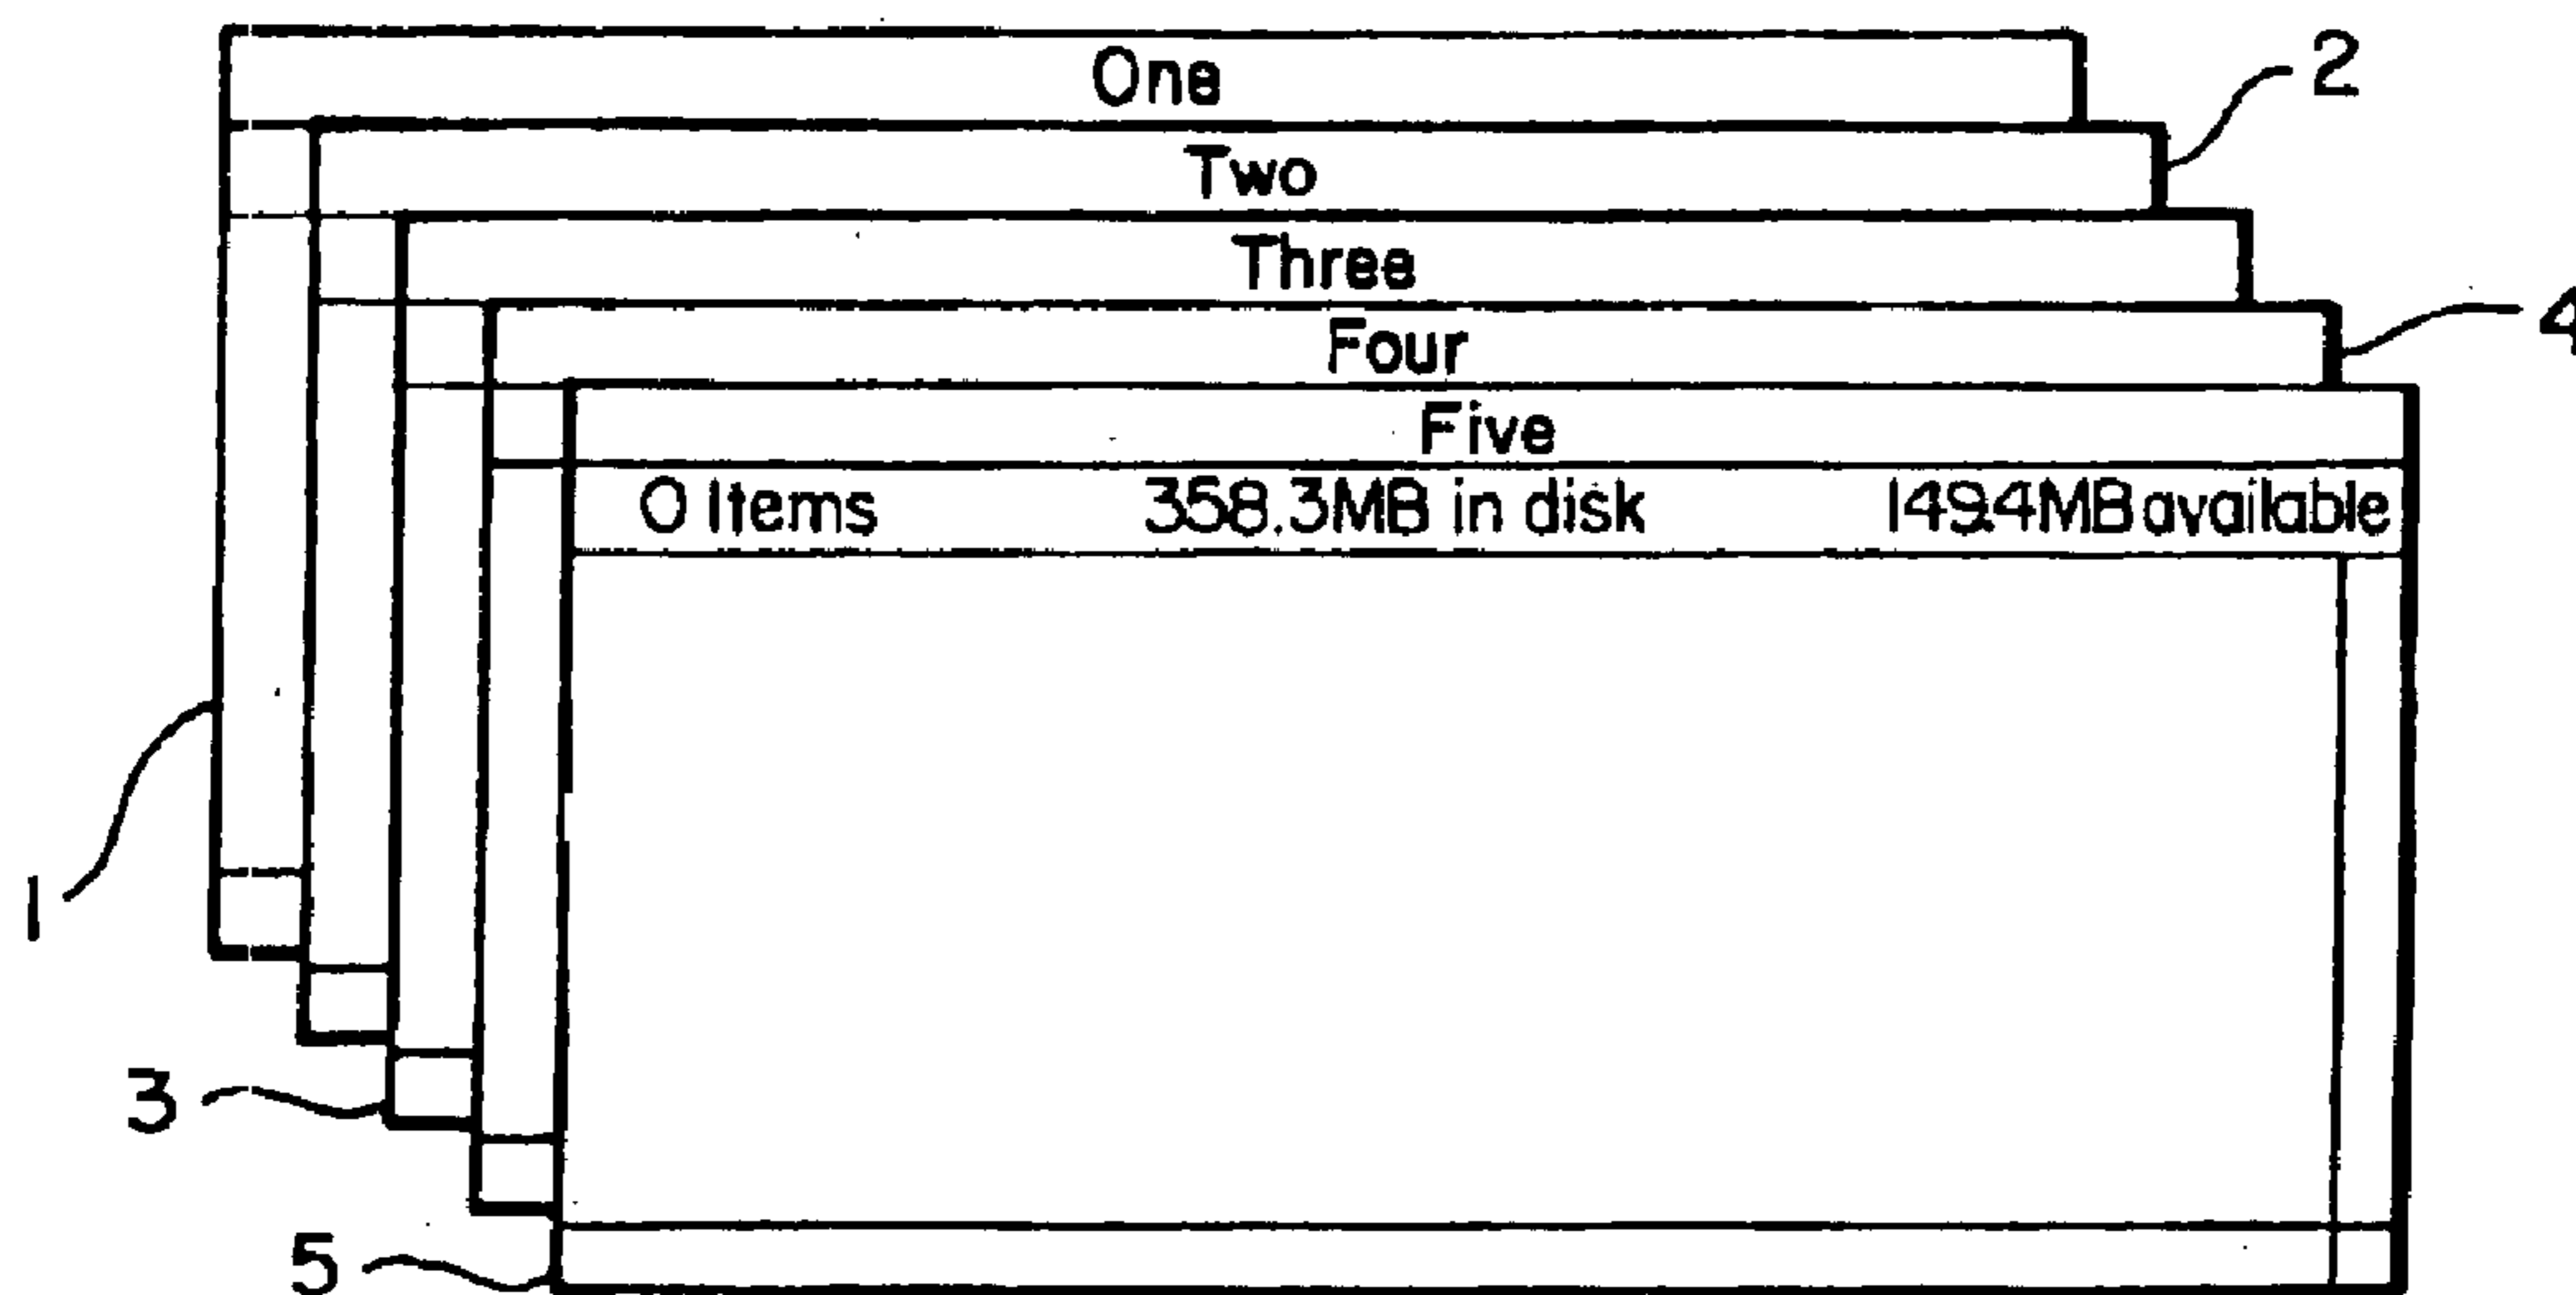 One
2
Two
Three
4
Four
Five
0 Items 358.3MB in disk 149.4MB available
1
3
5